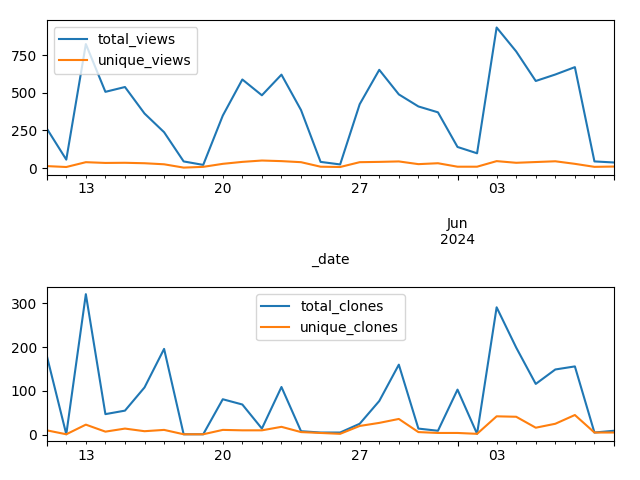 total_views
unique_views
750
500
250
0
13 20 27 03
Jun
2024
_date
total_clones
unique_clones
300
200
100
0
13 20 27 03